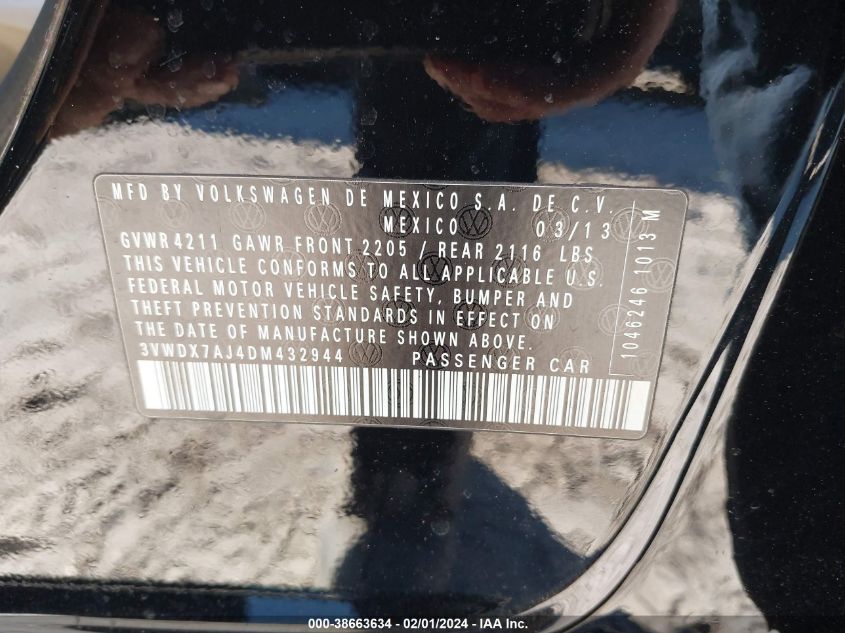 MFD BY VOLKSWAGEN DE MEXICO S.A. DE C.V.
MEXICO 03/13
GVWR 4211 GAWR FRONT 2205 / REAR 2116 LBS
THIS VEHICLE CONFORMS TO ALL APPLICABLE U.S.
FEDERAL MOTOR VEHICLE SAFETY, BUMPER AND
THEFT PREVENTION STANDARDS IN EFFECT ON
THE DATE OF MANUFACTURE SHOWN ABOVE.
3VWDX7AJ4DM432944 PASSENGER CAR
1046246 1013 M
000-38663634 - 02/01/2024 - IAA Inc.